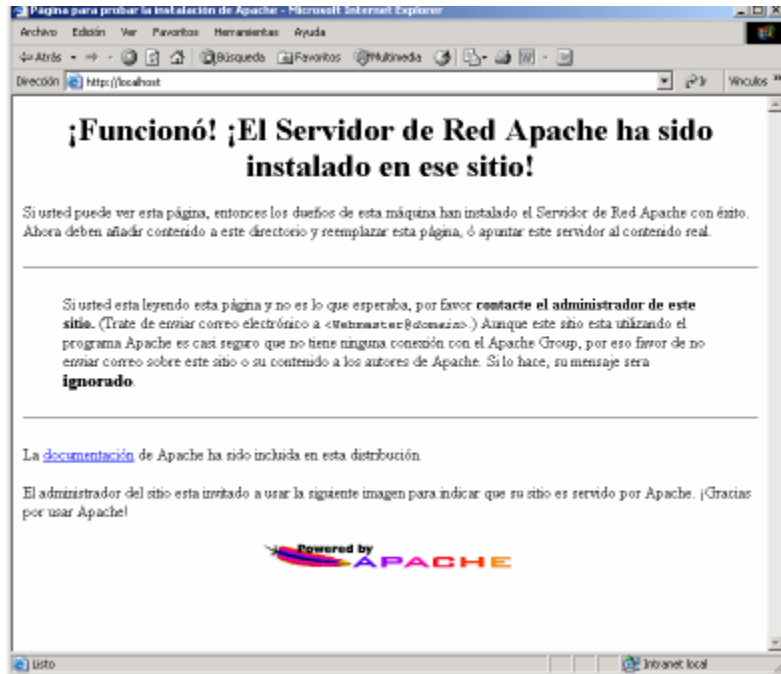 Página para probar la instalación de Apache - Microsoft Internet Explorer
Archivo Edición Ver Favoritos Herramientas Ayuda
Atrás Búsqueda Favoritos Multimedia
Dirección http://localhost Ir Vínculos »
¡Funcionó! ¡El Servidor de Red Apache ha sido
instalado en ese sitio!
Si usted puede ver esta página, entonces los dueños de esta máquina han instalado el Servidor de Red Apache con éxito.
Ahora deben añadir contenido a este directorio y reemplazar esta página, ó apuntar este servidor al contenido real.
Si usted esta leyendo esta página y no es lo que esperaba, por favor contacte el administrador de este
sitio. (Trate de enviar correo electrónico a <Webmaster@domain>.) Aunque este sitio esta utilizando el
programa Apache es casi seguro que no tiene ninguna conexión con el Apache Group, por eso favor de no
enviar correo sobre este sitio o su contenido a los autores de Apache. Si lo hace, su mensaje sera
ignorado.
La documentación de Apache ha sido incluida en esta distribución.
El administrador del sitio esta invitado a usar la siguiente imagen para indicar que su sitio es servido por Apache. ¡Gracias
por usar Apache!
Powered by
APACHE
Listo Intranet local